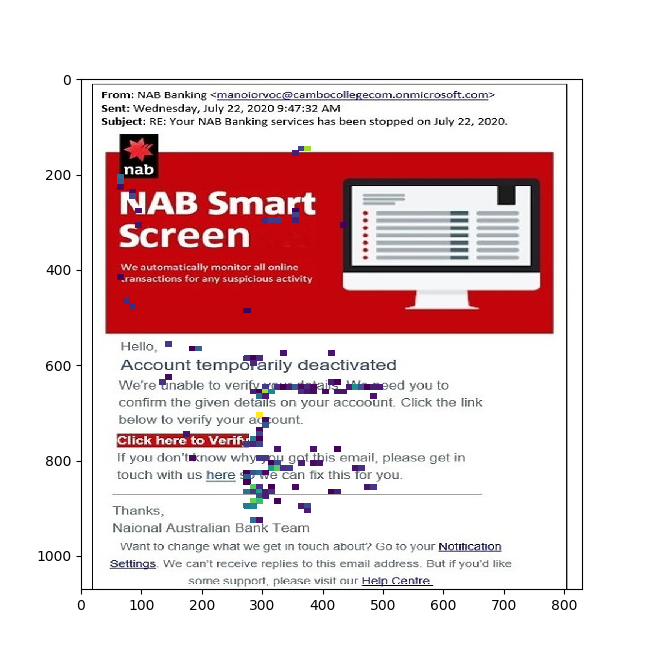 0
From: NAB Banking <manoiorvoc@cambocollegecom.onmicrosoft.com>
Sent: Wednesday, July 22, 2020 9:47:32 AM
Subject: RE: Your NAB Banking services has been stopped on July 22, 2020.
nab
200
NAB Smart
Screen
We automatically monitor all online
transactions for any suspicious activity
400
Hello,
600
Account temporarily deactivated
We're unable to verify your details. We need you to
confirm the given details on your accoount. Click the link
below to verify your account.
Click here to Verify
If you don't know why you got this email, please get in
800
touch with us here so we can fix this for you.
Thanks,
Naional Australian Bank Team
Want to change what we get in touch about? Go to your Notification
1000
Settings. We can't receive replies to this email address. But if you'd like
some support, please visit our Help Centre.
0 100 200 300 400 500 600 700 800